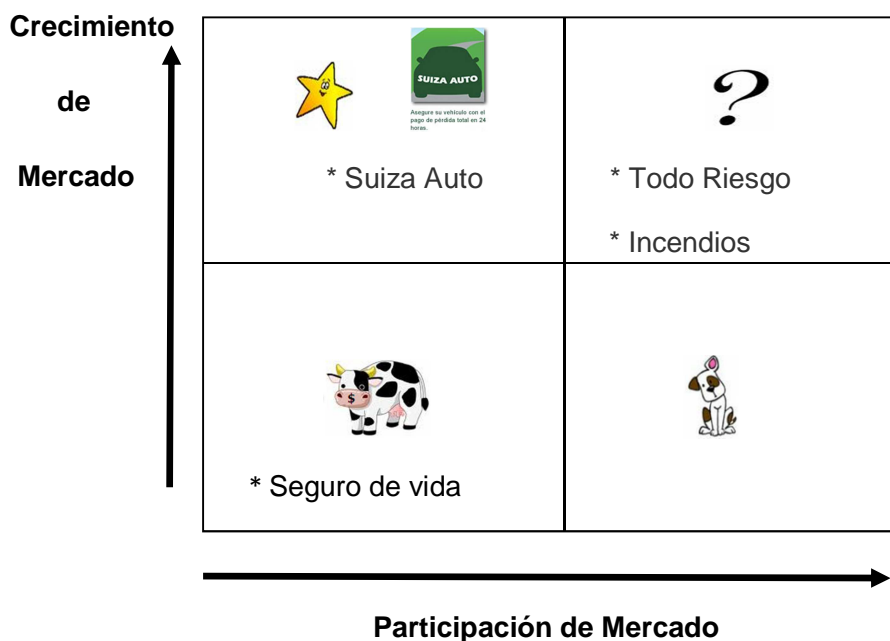 Crecimiento
de
Mercado
SUIZA AUTO
Asegure su vehículo con el
pago de pérdida total en 24
horas.
* Suiza Auto
?
* Todo Riesgo
* Incendios
$
* Seguro de vida
Participación de Mercado